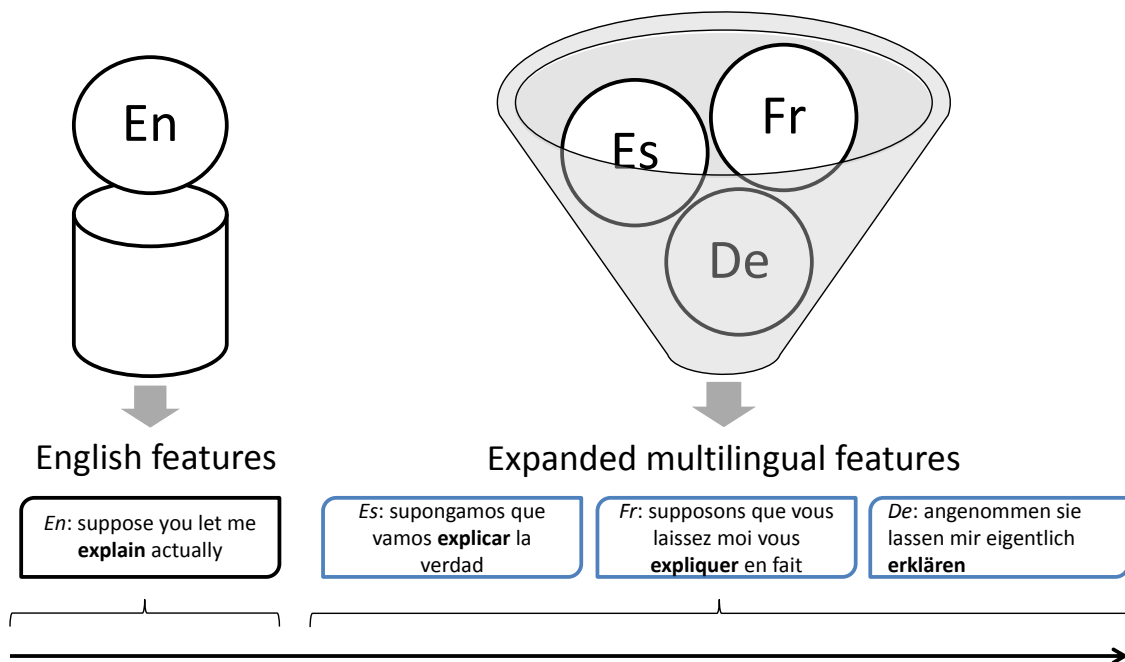 En
Es
Fr
De
English features
Expanded multilingual features
En: suppose you let me
explain actually
Es: supongamos que
vamos explicar la
verdad
Fr: supposons que vous
laissez moi vous
expliquer en fait
De: angenommen sie
lassen mir eigentlich
erklären